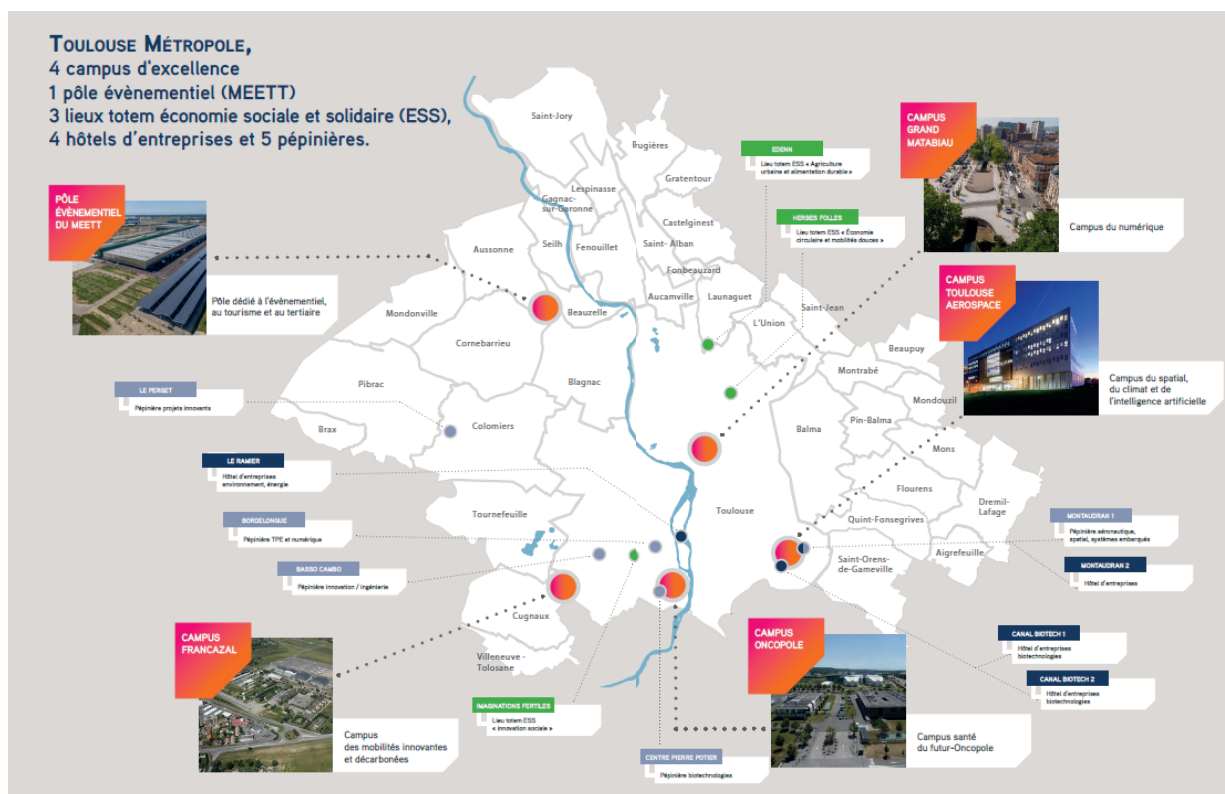 TOULOUSE MÉTROPOLE,
4 campus d'excellence
1 pôle évènementiel (MEETT)
3 lieux totem économie sociale et solidaire (ESS),
4 hôtels d'entreprises et 5 pépinières.
PÔLE
ÉVÈNEMENTIEL
DU MEETT
Pôle dédié à l'évènementiel,
au tourisme et au tertiaire
LE PERGET
Pépinière projets innovants
LE RAMIER
Hôtel d'entreprises
environnement, énergie
BORDELONGUE
Pépinière TPE et numérique
BASSO CAMBO
Pépinière innovation / ingénierie
CAMPUS
FRANCAZAL
Campus
des mobilités innovantes
et décarbonées
IMAGINATIONS FERTILES
Lieu totem ESS
« innovation sociale »
CENTRE PIERRE POTIER
Pépinière biotechnologies
CAMPUS
ONCOPOLE
Campus santé
du futur-Oncopole
EDENN
Lieu totem ESS « Agriculture
urbaine et alimentation durable »
HERBES FOLLES
Lieu totem ESS « Économie
circulaire et mobilités douces »
CAMPUS
GRAND
MATABIAU
Campus du numérique
CAMPUS
TOULOUSE
AEROSPACE
Campus du spatial,
du climat et de
l'intelligence artificielle
MONTAUDRAN 1
Pépinière aéronautique,
spatial, systèmes embarqués
MONTAUDRAN 2
Hôtel d'entreprises
CANAL BIOTECH 1
Hôtel d'entreprises
biotechnologies
CANAL BIOTECH 2
Hôtel d'entreprises
biotechnologies
Saint-Jory
Bruguières
Gratentour
Lespinasse
Gagnac-
sur-Garonne
Castelginest
Aussonne
Seilh
Fenouillet
Saint-Alban
Fonbeauzard
Aucamville
Launaguet
Saint-Jean
L'Union
Mondonville
Beauzelle
Cornebarrieu
Beaupuy
Montrabé
Blagnac
Pibrac
Mondouzil
Brax
Colomiers
Balma
Pin-Balma
Mons
Flourens
Tournefeuille
Toulouse
Quint-Fonsegrives
Dremil-
Lafage
Aigrefeuille
Saint-Orens-
de-Gameville
Cugnaux
Villeneuve -
Tolosane